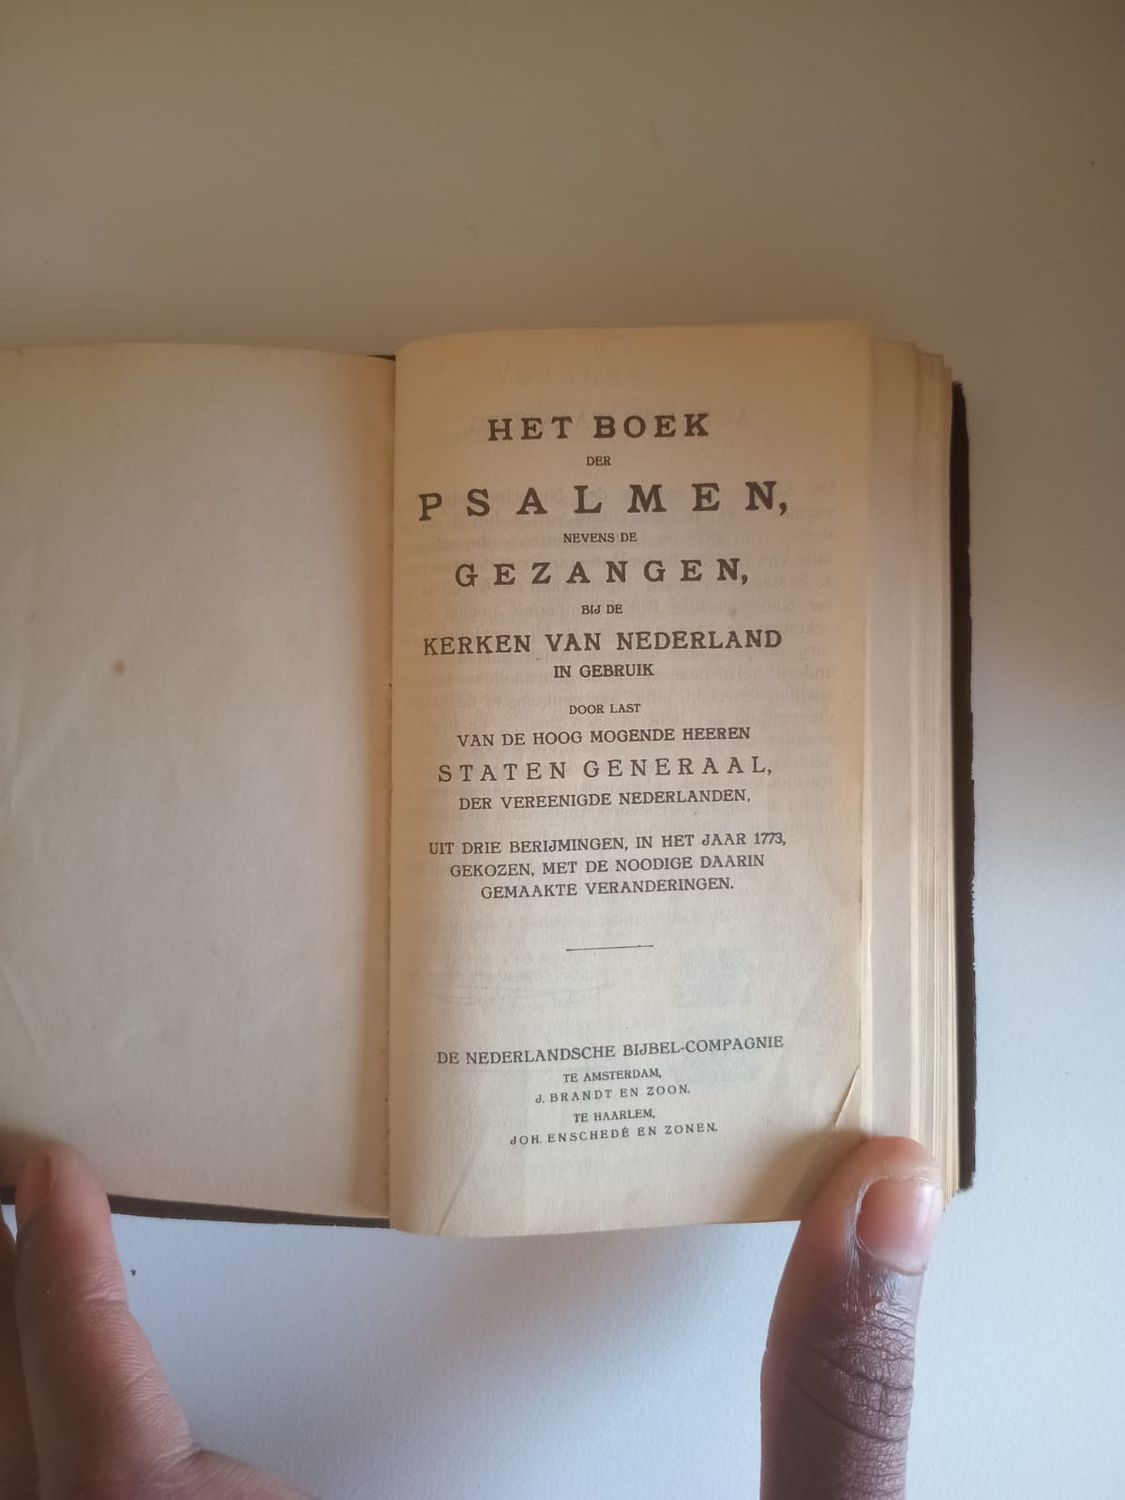 HET BOEK
DER
PSALMEN,
NEVENS DE
GEZANGEN,
BIJ DE
KERKEN VAN NEDERLAND
IN GEBRUIK
DOOR LAST
VAN DE HOOG MOGENDE HEEREN
STATEN GENERAAL,
DER VEREENIGDE NEDERLANDEN,
UIT DRIE BERIJMINGEN, IN HET JAAR 1773,
GEKOZEN, MET DE NOODIGE DAARIN
GEMAAKTE VERANDERINGEN.
DE NEDERLANDSCHE BIJBEL-COMPAGNIE
TE AMSTERDAM,
J. BRANDT EN ZOON.
TE HAARLEM,
JOH. ENSCHEDÉ EN ZONEN.